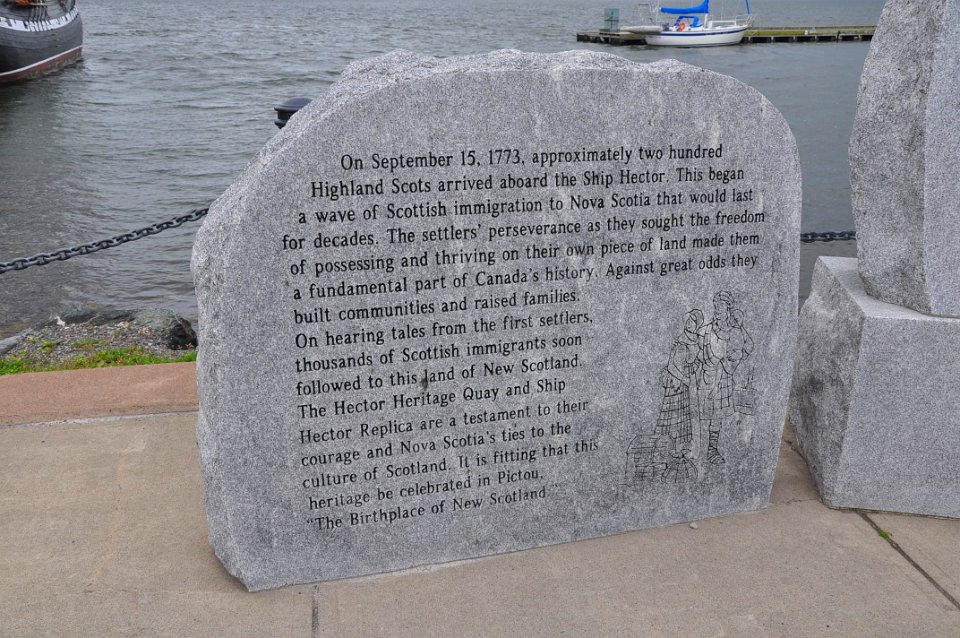 On September 15, 1773, approximately two hundred
Highland Scots arrived aboard the Ship Hector. This began
a wave of Scottish immigration to Nova Scotia that would last
for decades. The settlers' perseverance as they sought the freedom
of possessing and thriving on their own piece of land made them
a fundamental part of Canada's history. Against great odds they
built communities and raised families.
On hearing tales from the first settlers,
thousands of Scottish immigrants soon
followed to this land of New Scotland.
The Hector Heritage Quay and Ship
Hector Replica are a testament to their
courage and Nova Scotia's ties to the
culture of Scotland. It is fitting that this
heritage be celebrated in Pictou,
"The Birthplace of New Scotland"